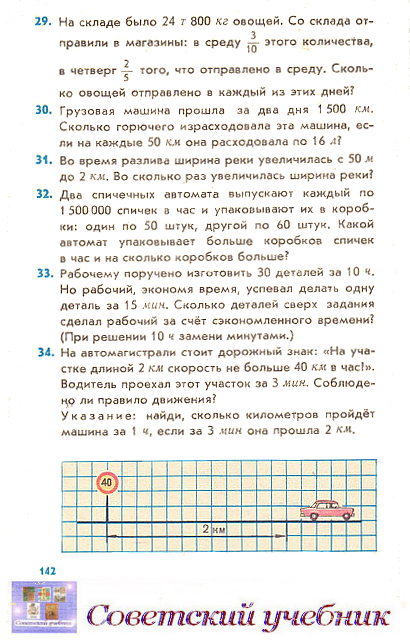 29. На складе было 24 т 800 кг овощей. Со склада от-
правили в магазины: в среду 3/10 этого количества,
в четверг 2/5 того, что отправлено в среду. Сколь-
ко овощей отправлено в каждый из этих дней?
30. Грузовая машина прошла за два дня 1 500 км.
Сколько горючего израсходовала эта машина, ес-
ли на каждые 50 км она расходовала по 16 л?
31. Во время разлива ширина реки увеличилась с 50 м
до 2 км. Во сколько раз увеличилась ширина реки?
32. Два спичечных автомата выпускают каждый по
1 500 000 спичек в час и упаковывают их в короб-
ки: один по 50 штук, другой по 60 штук. Какой
автомат упаковывает больше коробков спичек
в час и на сколько коробков больше?
33. Рабочему поручено изготовить 30 деталей за 10 ч.
Но рабочий, экономя время, успевал делать одну
деталь за 15 мин. Сколько деталей сверх задания
сделал рабочий за счёт сэкономленного времени?
(При решении 10 ч замени минутами.)
34. На автомагистрали стоит дорожный знак: «На уча-
стке длиной 2 км скорость не больше 40 км в час!».
Водитель проехал этот участок за 3 мин. Соблюде-
но ли правило движения?
Указание: найди, сколько километров пройдёт
машина за 1 ч, если за 3 мин она прошла 2 км.
40
2 км
142
Советский учебник
Советский учебник